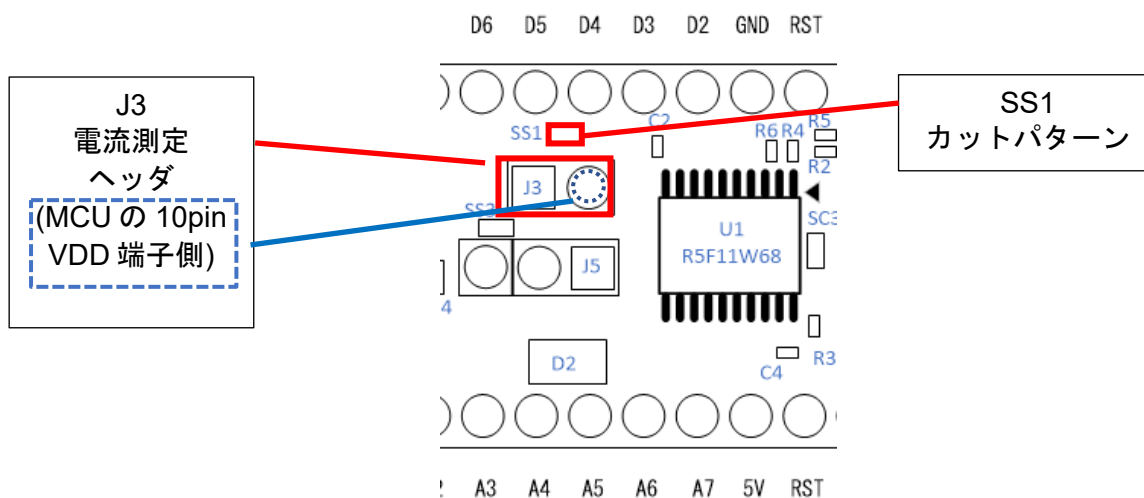 D6 D5 D4 D3 D2 GND RST
J3
電流測定
ヘッダ
(MCU の 10pin
VDD 端子側)
SS1
カットパターン
SS1
C2
R6 R4
R5
R2
J3
SS3
U1
R5F11W68
SC3
J5
4
D2
C4
R3
A3 A4 A5 A6 A7 5V RST